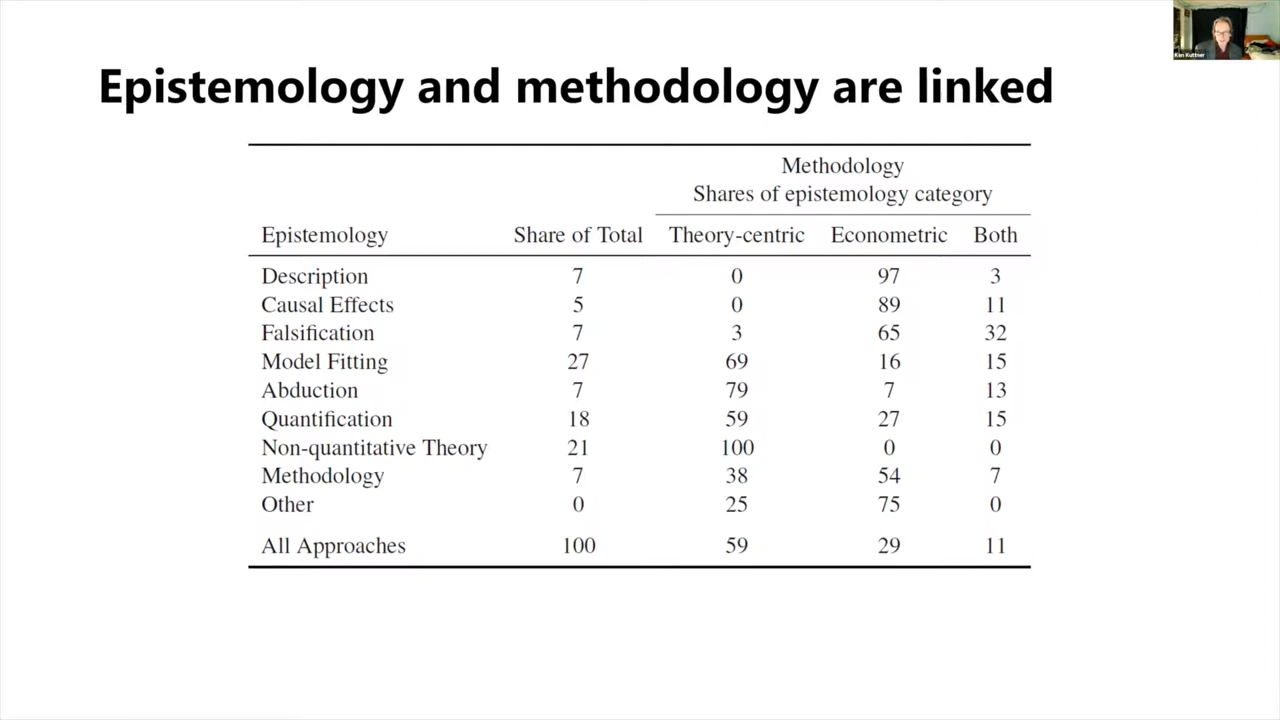 Epistemology and methodology are linked
Ken Kuttner
Methodology
Shares of epistemology category
Epistemology Share of Total Theory-centric Econometric Both
Description 7 0 97 3
Causal Effects 5 0 89 11
Falsification 7 3 65 32
Model Fitting 27 69 16 15
Abduction 7 79 7 13
Quantification 18 59 27 15
Non-quantitative Theory 21 100 0 0
Methodology 7 38 54 7
Other 0 25 75 0
All Approaches 100 59 29 11